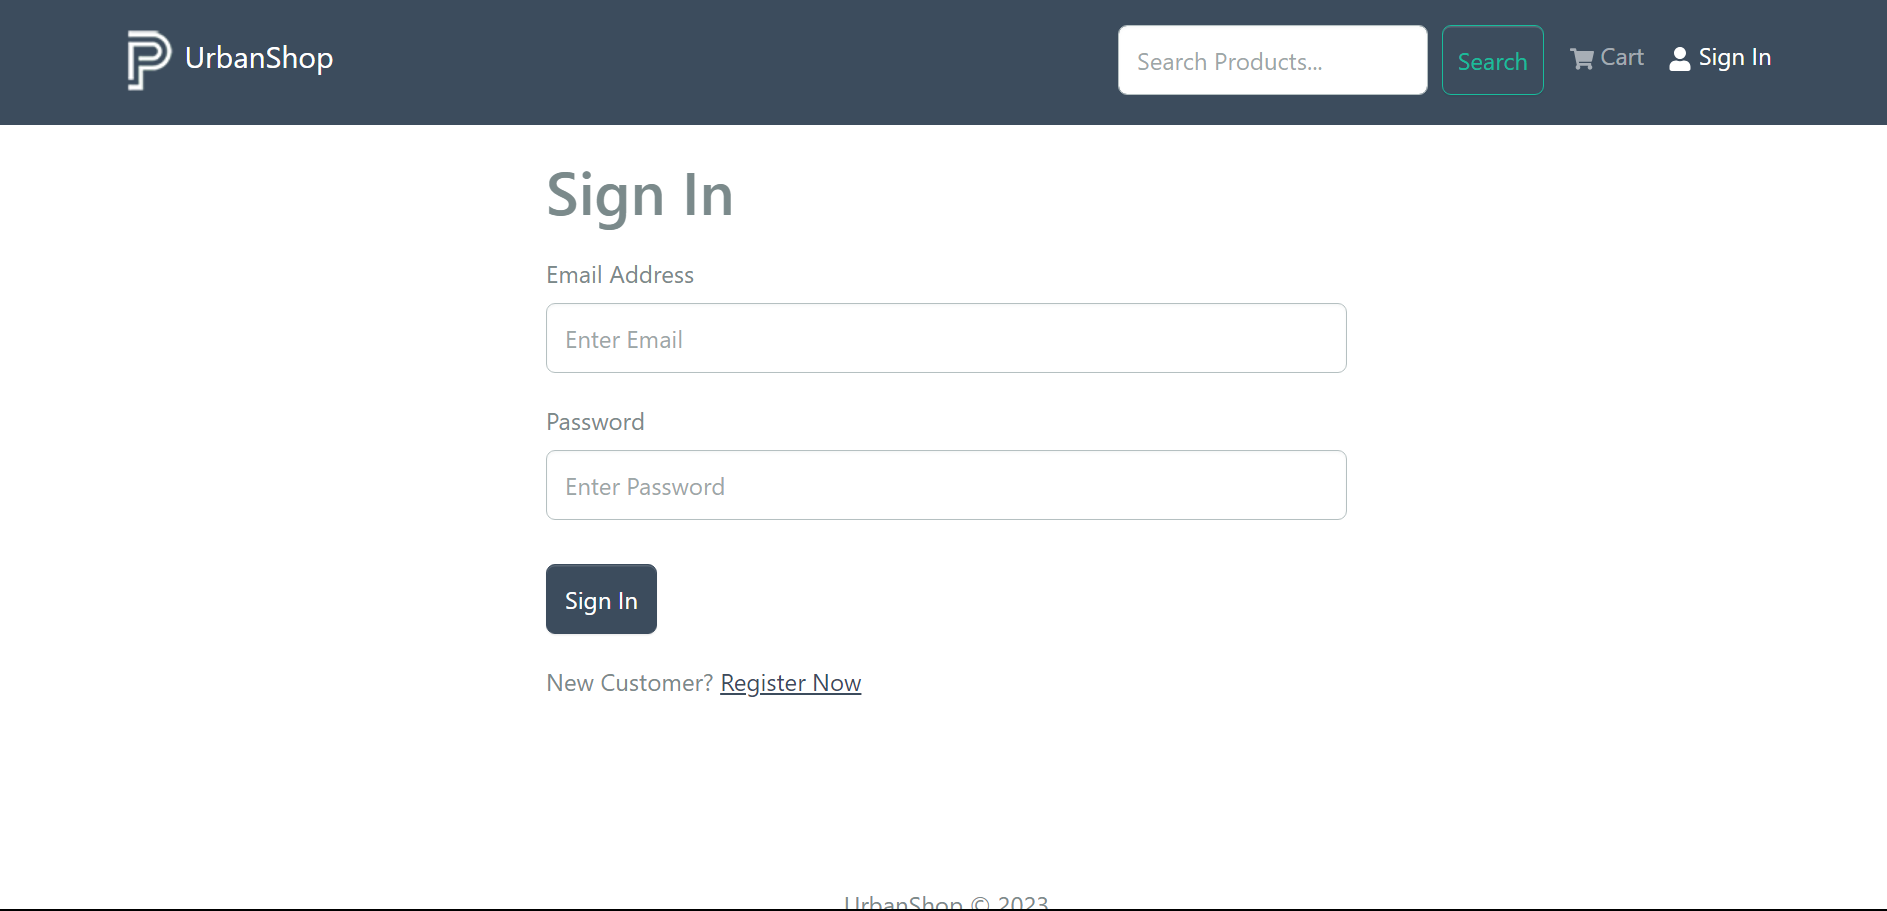 UrbanShop
Search Products...
Search
Cart
Sign In
Sign In
Email Address
Enter Email
Password
Enter Password
Sign In
New Customer? Register Now
UrbanShop © 2023